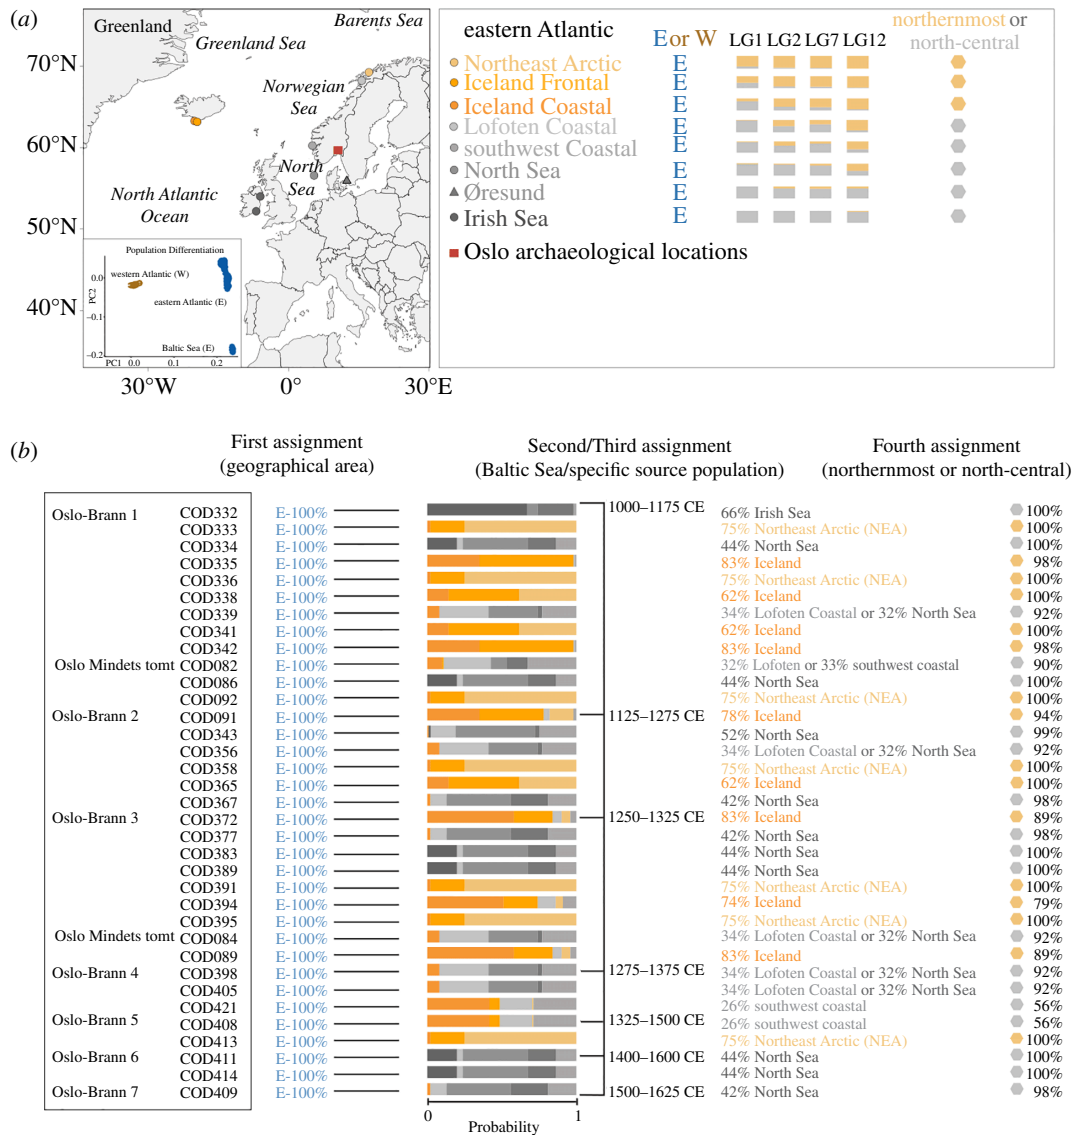 (a)
Greenland
Barents Sea
Greenland Sea
Norwegian
Sea
North
Sea
North Atlantic
Ocean
70°N
60°N
50°N
40°N
30°W
0°
30°E
Population Differentiation
western Atlantic (W)
eastern Atlantic (E)
Baltic Sea (E)
PC2
0.0
–0.1
–0.2
PC1
0.0
0.1
0.2
eastern Atlantic
E or W
LG1 LG2 LG7 LG12
northernmost or
north-central
Northeast Arctic E
Iceland Frontal E
Iceland Coastal E
Lofoten Coastal E
southwest Coastal E
North Sea E
Øresund E
Irish Sea E
Oslo archaeological locations
(b)
First assignment
(geographical area)
Second/Third assignment
(Baltic Sea/specific source population)
Fourth assignment
(northernmost or north-central)
Oslo-Brann 1 COD332 E-100% 1000–1175 CE 66% Irish Sea 100%
COD333 E-100% 75% Northeast Arctic (NEA) 100%
COD334 E-100% 44% North Sea 100%
COD335 E-100% 83% Iceland 98%
COD336 E-100% 75% Northeast Arctic (NEA) 100%
COD338 E-100% 62% Iceland 100%
COD339 E-100% 34% Lofoten Coastal or 32% North Sea 92%
COD341 E-100% 62% Iceland 100%
COD342 E-100% 83% Iceland 98%
Oslo Mindets tomt COD082 E-100% 32% Lofoten or 33% southwest coastal 90%
COD086 E-100% 44% North Sea 100%
COD092 E-100% 75% Northeast Arctic (NEA) 100%
Oslo-Brann 2 COD091 E-100% 1125–1275 CE 78% Iceland 94%
COD343 E-100% 52% North Sea 99%
COD356 E-100% 34% Lofoten Coastal or 32% North Sea 92%
COD358 E-100% 75% Northeast Arctic (NEA) 100%
COD365 E-100% 62% Iceland 100%
COD367 E-100% 42% North Sea 98%
Oslo-Brann 3 COD372 E-100% 1250–1325 CE 83% Iceland 89%
COD377 E-100% 42% North Sea 98%
COD383 E-100% 44% North Sea 100%
COD389 E-100% 44% North Sea 100%
COD391 E-100% 75% Northeast Arctic (NEA) 100%
COD394 E-100% 74% Iceland 79%
COD395 E-100% 75% Northeast Arctic (NEA) 100%
Oslo Mindets tomt COD084 E-100% 34% Lofoten Coastal or 32% North Sea 92%
COD089 E-100% 83% Iceland 89%
Oslo-Brann 4 COD398 E-100% 1275–1375 CE 34% Lofoten Coastal or 32% North Sea 92%
COD405 E-100% 34% Lofoten Coastal or 32% North Sea 92%
COD421 E-100% 26% southwest coastal 56%
Oslo-Brann 5 COD408 E-100% 1325–1500 CE 26% southwest coastal 56%
COD413 E-100% 75% Northeast Arctic (NEA) 100%
Oslo-Brann 6 COD411 E-100% 1400–1600 CE 44% North Sea 100%
COD414 E-100% 44% North Sea 100%
Oslo-Brann 7 COD409 E-100% 1500–1625 CE 42% North Sea 98%
0
1
Probability